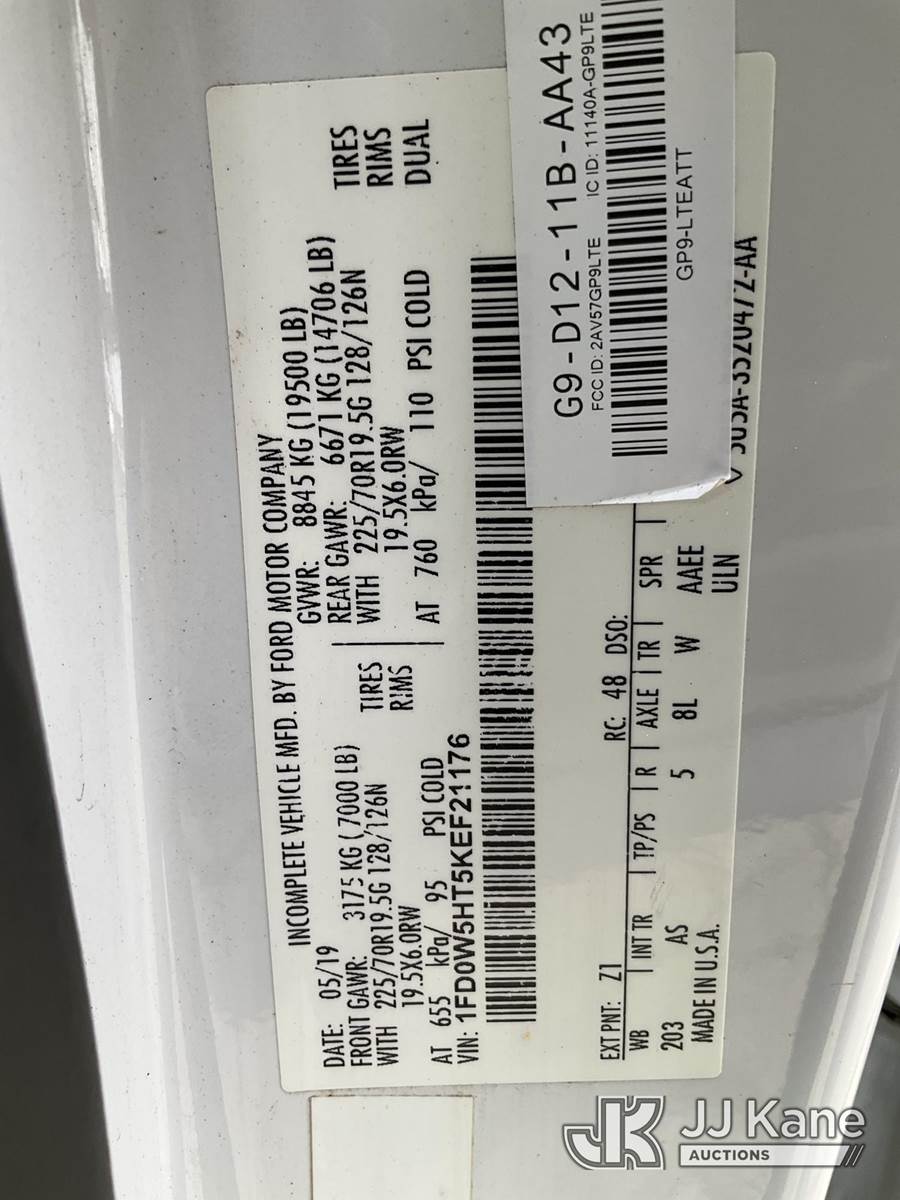 INCOMPLETE VEHICLE MFD. BY FORD MOTOR COMPANY
DATE: 05/19 GVWR: 8845 KG (19500 LB)
FRONT GAWR: 3175 KG (7000 LB) REAR GAWR: 6671 KG (14706 LB)
WITH 225/70R19.5G 128/126N TIRES WITH 225/70R19.5G 128/126N TIRES
19.5X6.0RW RIMS 19.5X6.0RW RIMS
AT 655 kPa/ 95 PSI COLD AT 760 kPa/ 110 PSI COLD DUAL
VIN: 1FD0W5HT5KEF21176
EXT PNT: Z1 RC: 48 DSO:
WB INT TR TP/PS R AXLE TR SPR
203 AS 5 8L W AAEE
MADE IN U.S.A. ULN
G9-D12-11B-AA43
FCC ID: 2AV57GP9LTE IC ID: 11140A-GP9LTE
GP9-LTEATT
JK JJ Kane
AUCTIONS